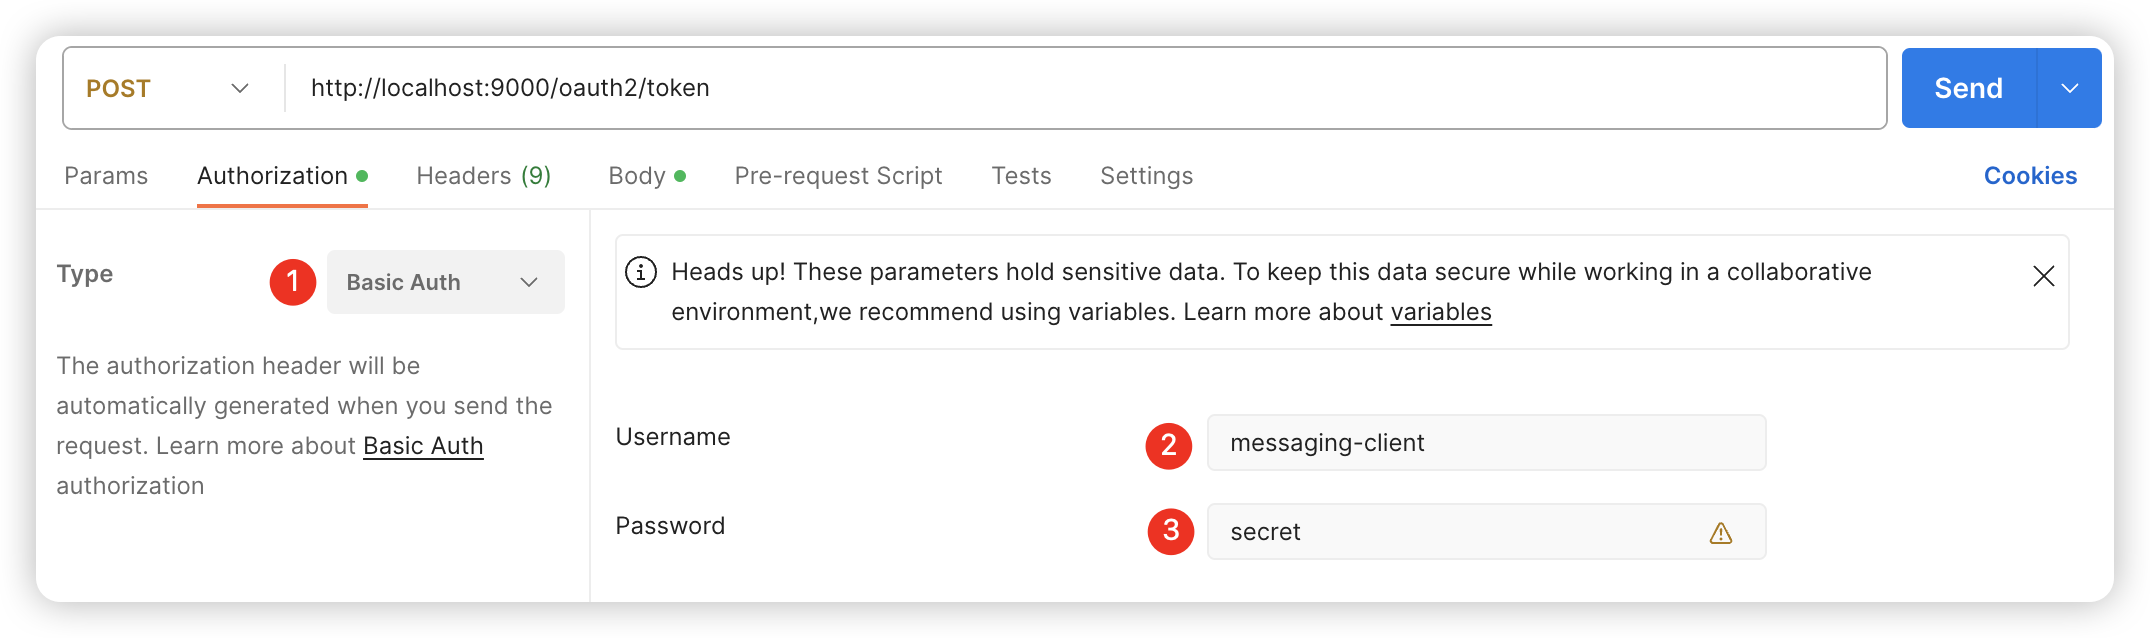 POST
http://localhost:9000/oauth2/token
Send
Params
Authorization
Headers (9)
Body
Pre-request Script
Tests
Settings
Cookies
Type
1
Basic Auth
The authorization header will be
automatically generated when you send the
request. Learn more about Basic Auth
authorization
Heads up! These parameters hold sensitive data. To keep this data secure while working in a collaborative
environment,we recommend using variables. Learn more about variables
Username
2
messaging-client
Password
3
secret